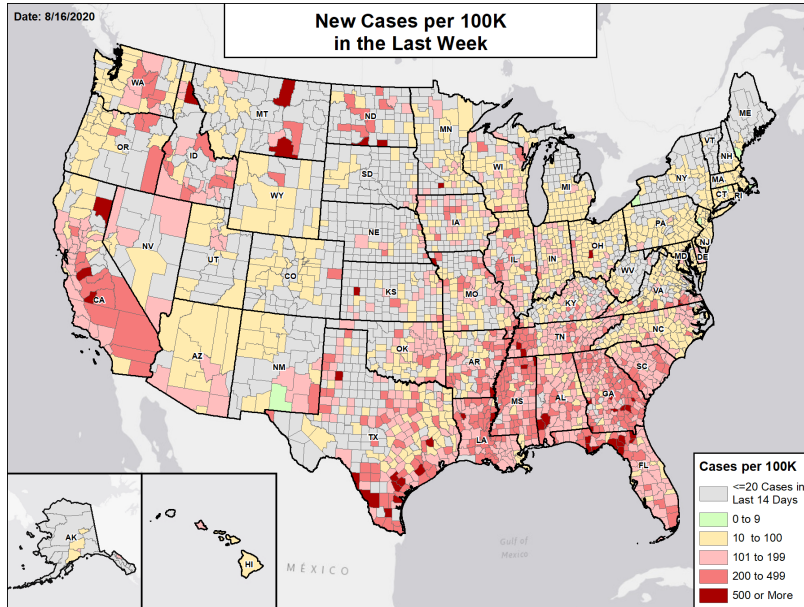 Date: 8/16/2020
New Cases per 100K
in the Last Week
WA
MT
ND
MN
ME
OR
ID
SD
WI
VT
NH
NY
MA
CT
RI
WY
MI
IA
NE
PA
NJ
NV
UT
CO
IL
IN
OH
MD
DE
WV
VA
CA
KS
MO
KY
AZ
NM
OK
AR
TN
NC
SC
MS
AL
GA
TX
LA
FL
AK
HI
MÉXICO
Gulf of
Mexico
Cases per 100K
<=20 Cases in
Last 14 Days
0 to 9
10 to 100
101 to 199
200 to 499
500 or More